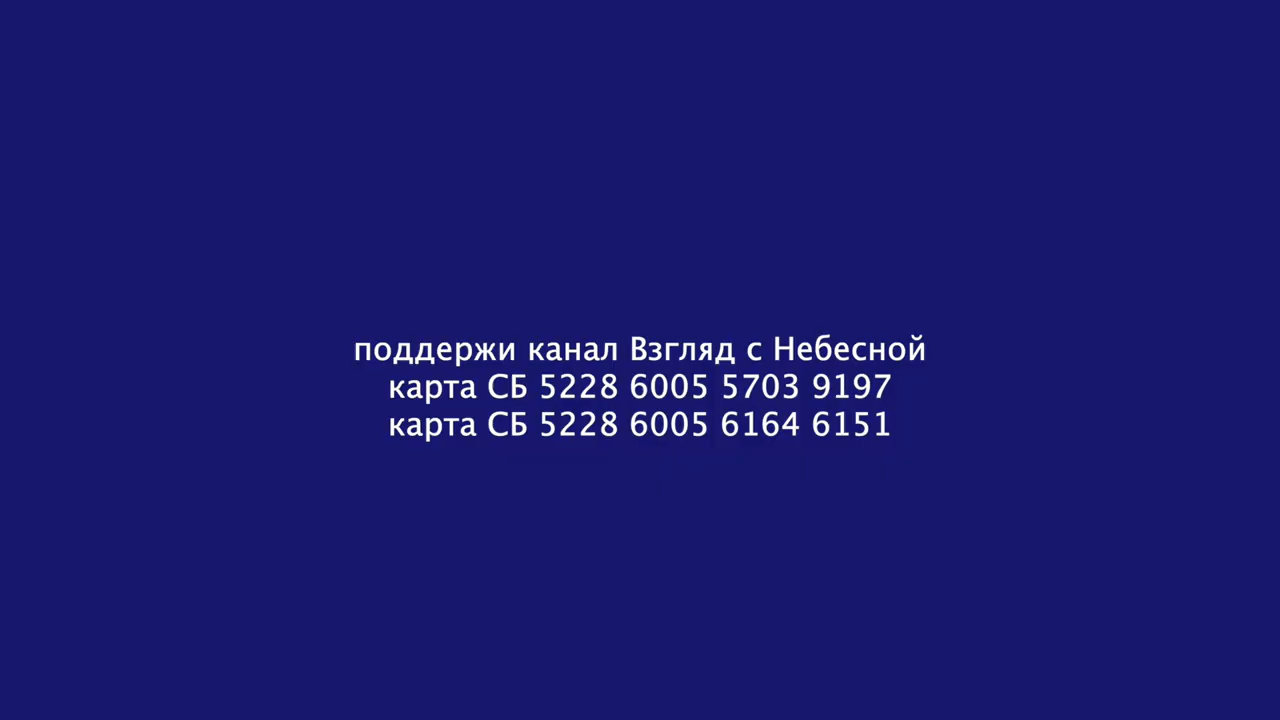 поддержи канал Взгляд с Небесной
карта СБ 5228 6005 5703 9197
карта СБ 5228 6005 6164 6151